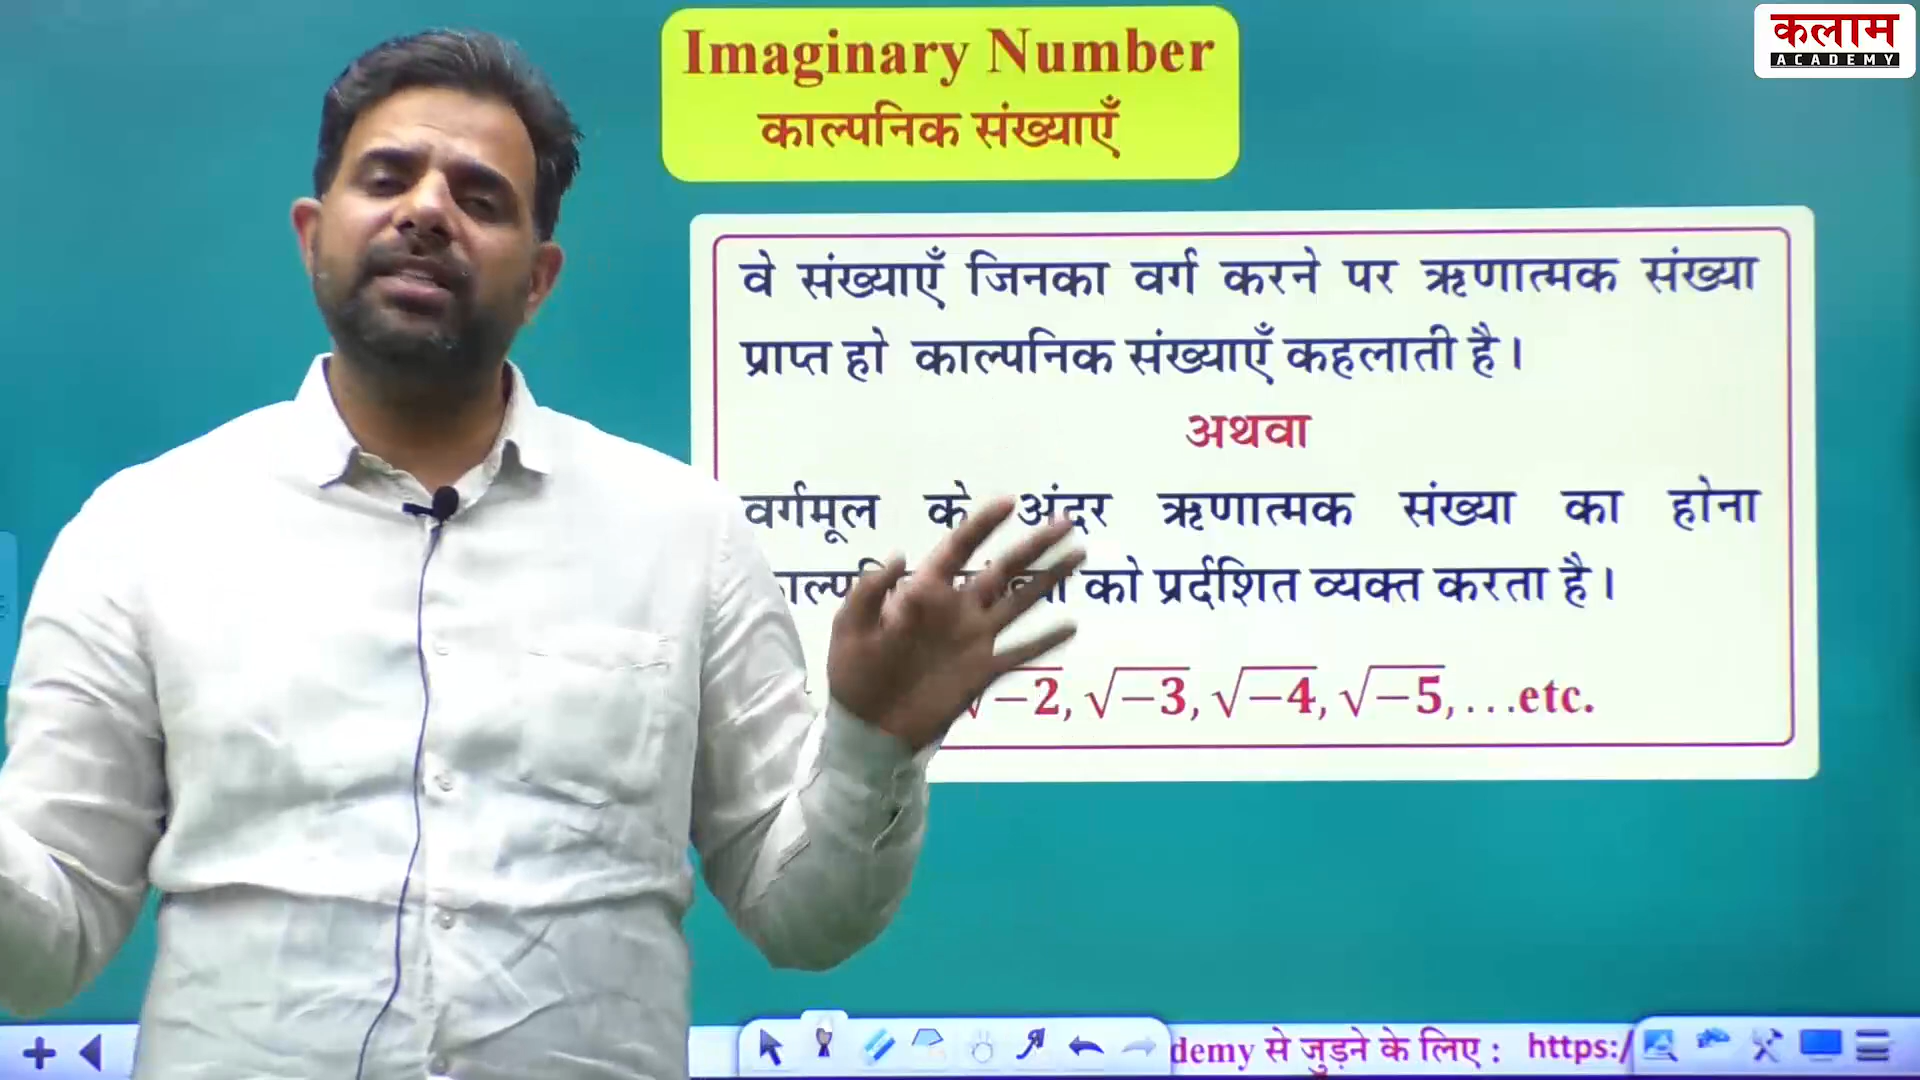 Imaginary Number
काल्पनिक संख्याएँ
कलाम
ACADEMY
वे संख्याएँ जिनका वर्ग करने पर ऋणात्मक संख्या
प्राप्त हो काल्पनिक संख्याएँ कहलाती है।
अथवा
वर्गमूल के अंदर ऋणात्मक संख्या का होना
को प्रर्दशित व्यक्त करता है।
√−2, √−3, √−4, √−5, ...etc.
demy से जुड़ने के लिए : https:/